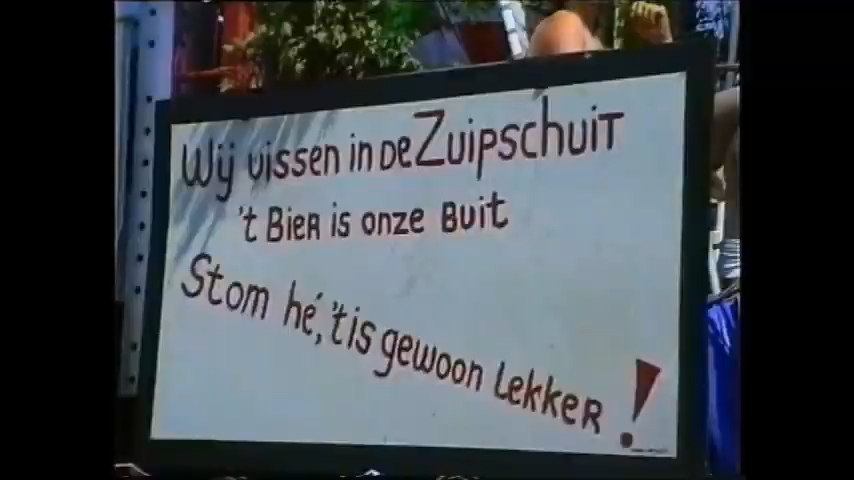 Wij vissen in de Zuipschuit
't Bier is onze buit
Stom hé, 't is gewoon lekker!